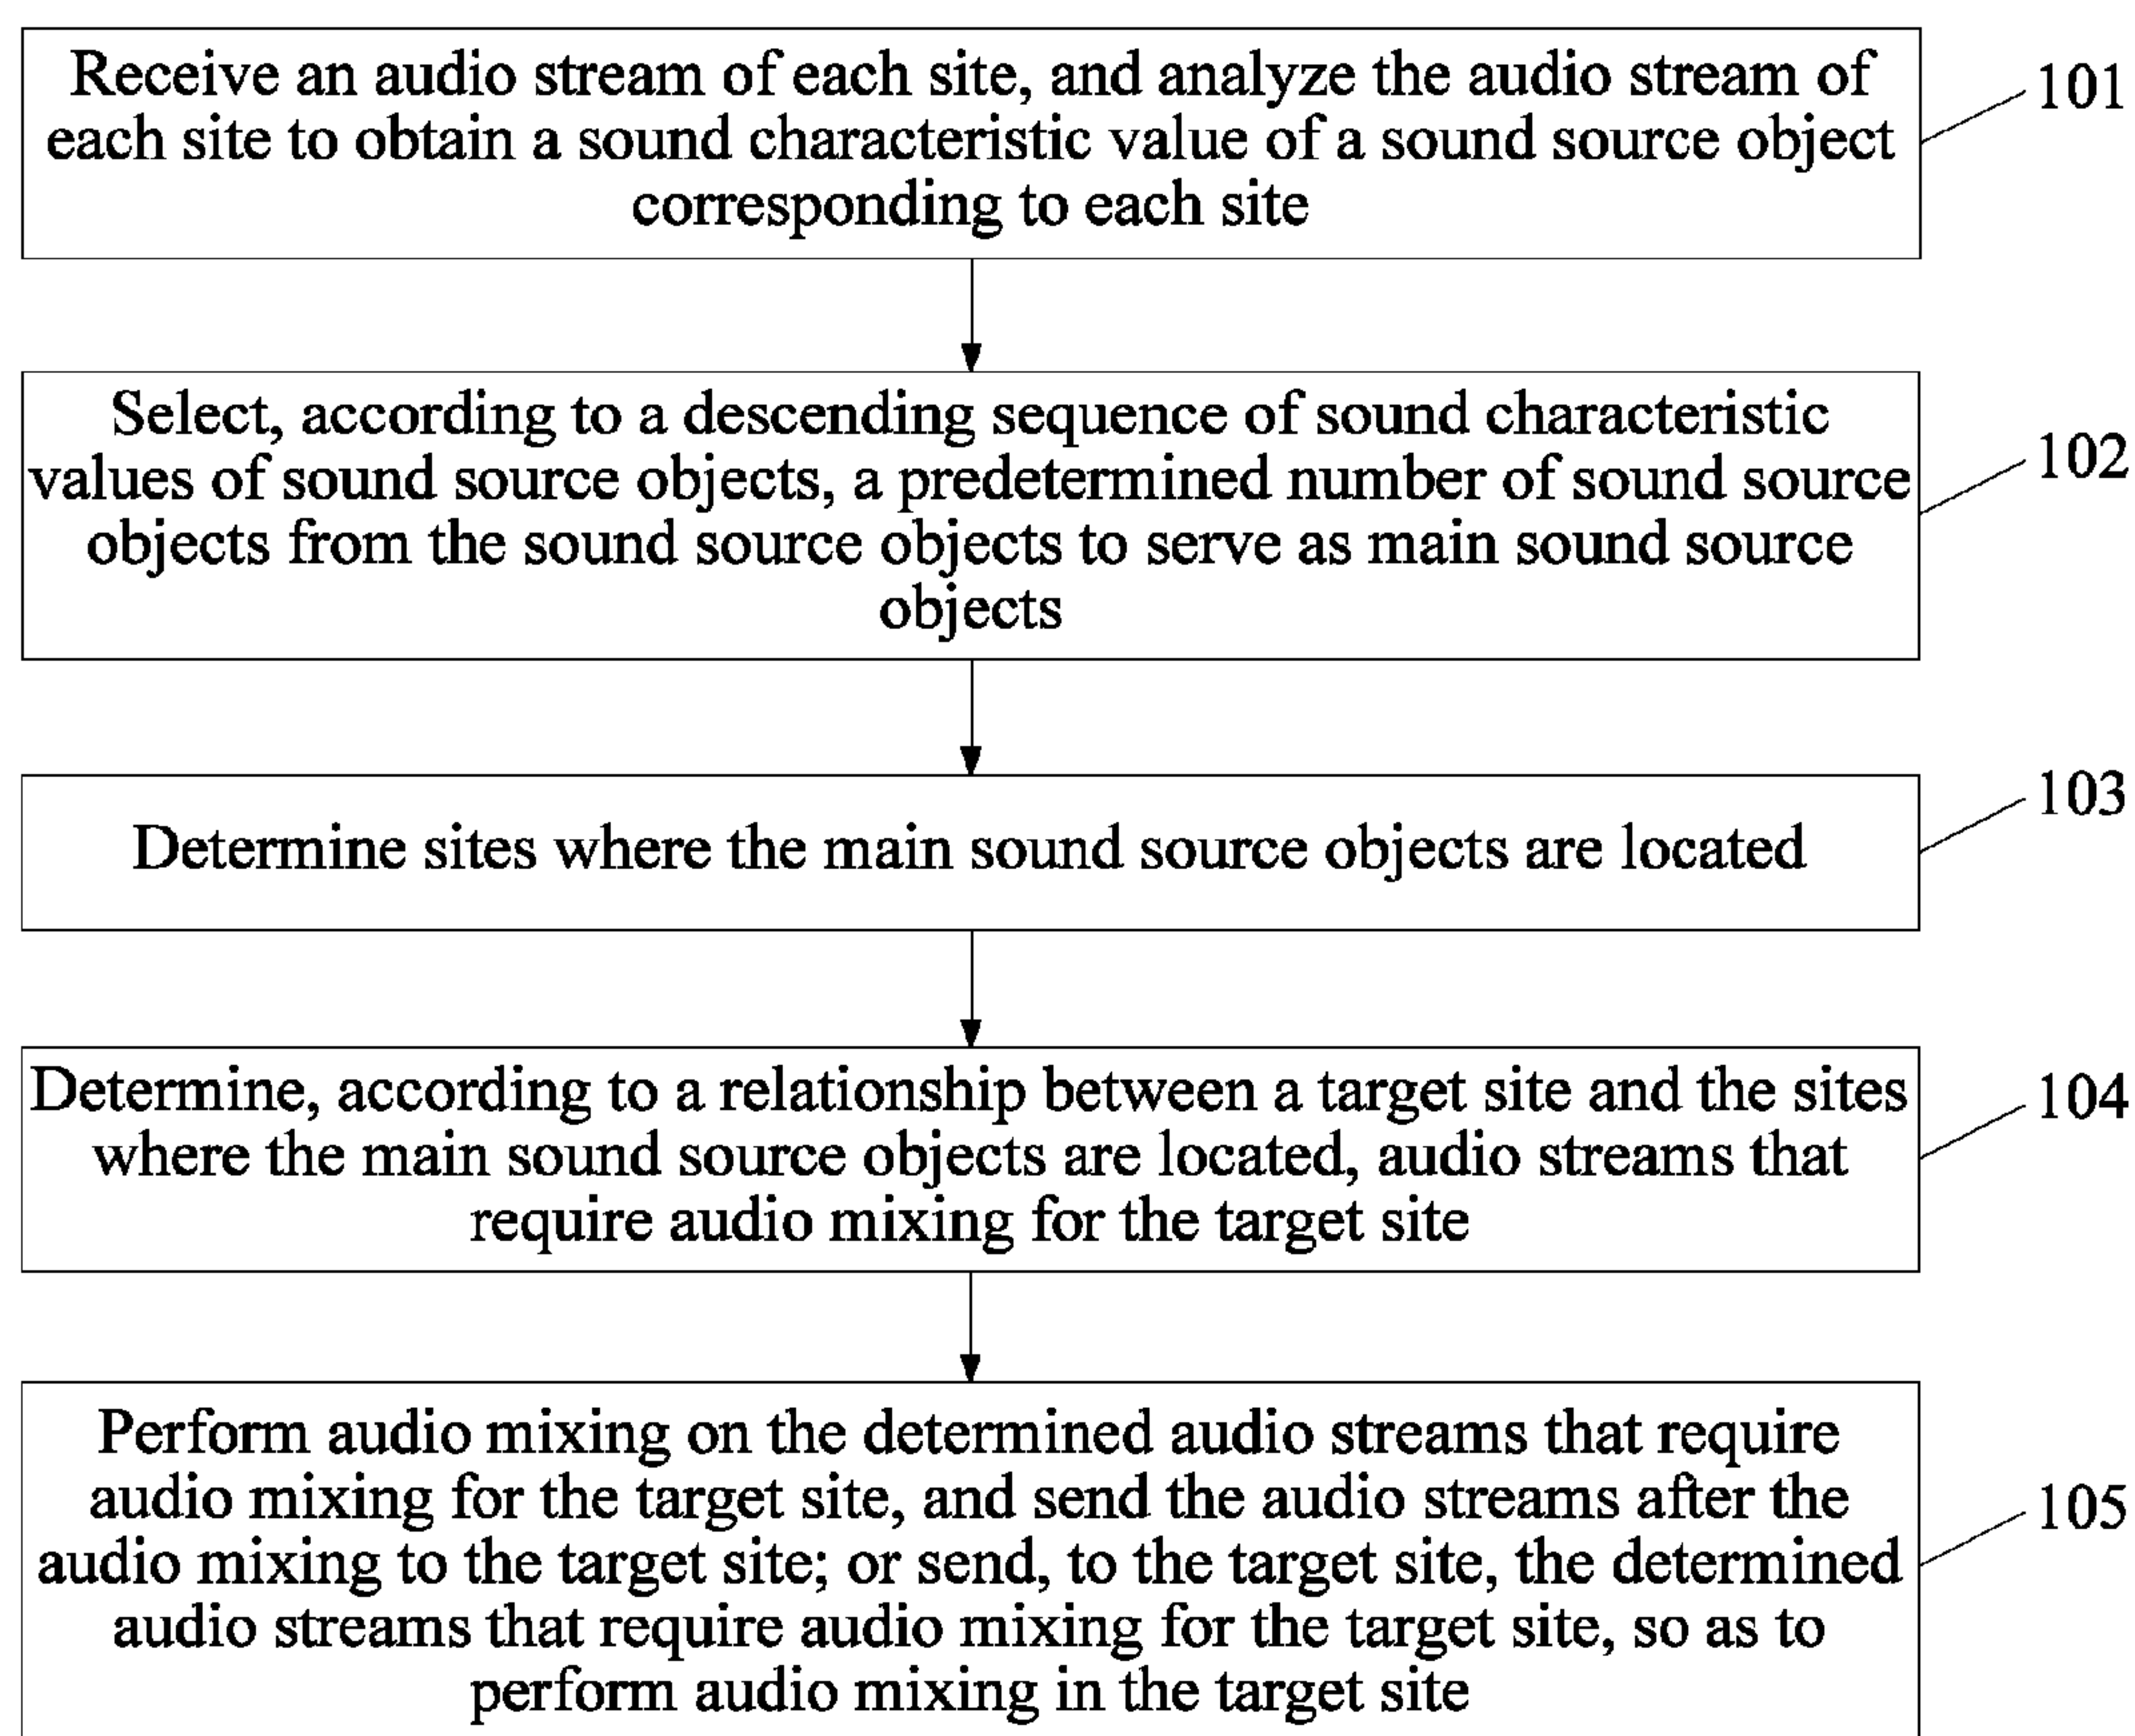 Receive an audio stream of each site, and analyze the audio stream of
each site to obtain a sound characteristic value of a sound source object
corresponding to each site
101
Select, according to a descending sequence of sound characteristic
values of sound source objects, a predetermined number of sound source
objects from the sound source objects to serve as main sound source
objects
102
Determine sites where the main sound source objects are located
103
Determine, according to a relationship between a target site and the sites
where the main sound source objects are located, audio streams that
require audio mixing for the target site
104
Perform audio mixing on the determined audio streams that require
audio mixing for the target site, and send the audio streams after the
audio mixing to the target site; or send, to the target site, the determined
audio streams that require audio mixing for the target site, so as to
perform audio mixing in the target site
105